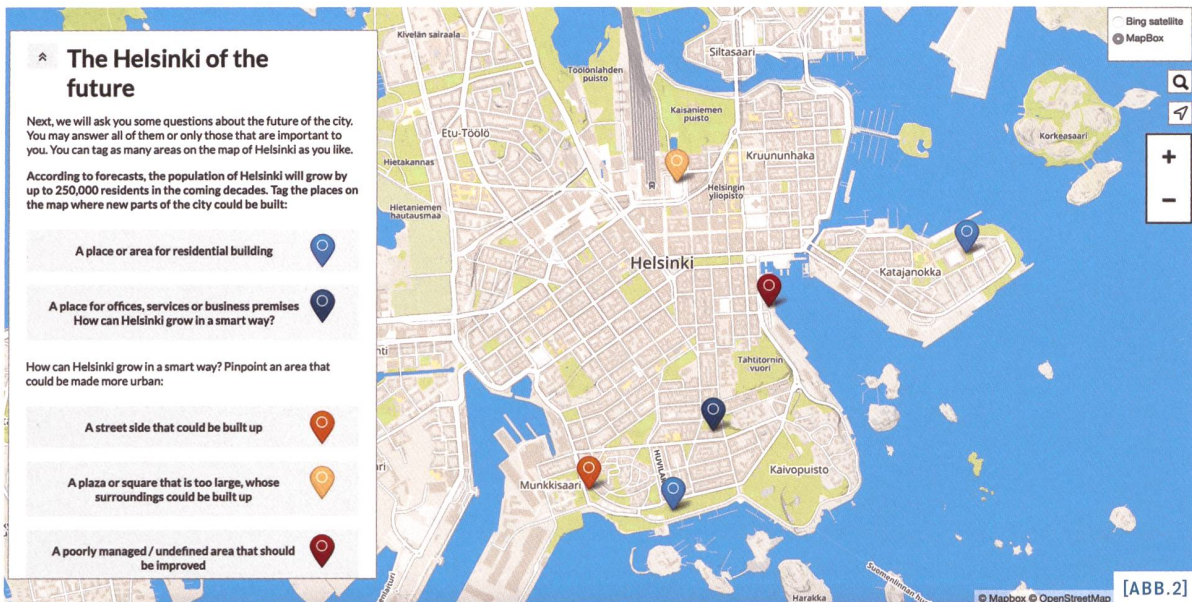 The Helsinki of the
future
Next, we will ask you some questions about the future of the city.
You may answer all of them or only those that are important to
you. You can tag as many areas on the map of Helsinki as you like.
According to forecasts, the population of Helsinki will grow by
up to 250,000 residents in the coming decades. Tag the places on
the map where new parts of the city could be built:
A place or area for residential building
A place for offices, services or business premises
How can Helsinki grow in a smart way?
How can Helsinki grow in a smart way? Pinpoint an area that
could be made more urban:
A street side that could be built up
A plaza or square that is too large, whose
surroundings could be built up
A poorly managed / undefined area that should
be improved
Kivelän sairaala
Töölönlahden
puisto
Siltasaari
Kaisaniemen
puisto
Etu-Töölö
Hietakannas
Kruununhaka
Helsingin
yliopisto
Hietaniemen
hautausmaa
Korkeasaari
Helsinki
Katajanokka
Tähtitornin
vuori
HUVILA
Munkkisaari
Kaivopuisto
Harakka
Bing satellite
MapBox
+
−
© Mapbox © OpenStreetMap
[ABB.2]